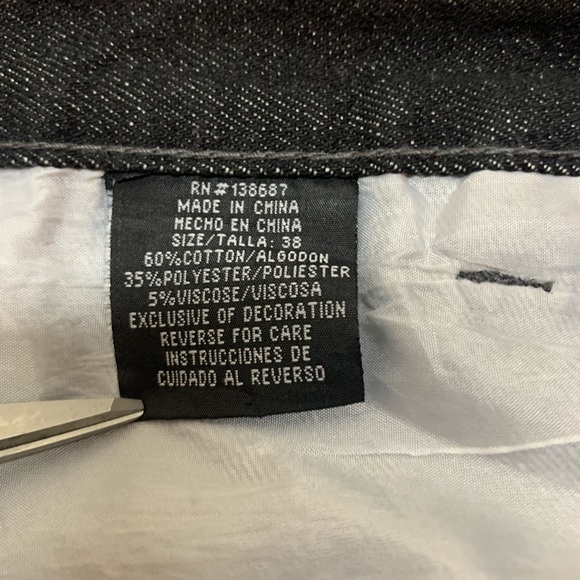 RN#138687
MADE IN CHINA
HECHO EN CHINA
SIZE/TALLA: 38
60%COTTON/ALGODON
35%POLYESTER/POLIESTER
5%VISCOSE/VISCOSA
EXCLUSIVE OF DECORATION
REVERSE FOR CARE
INSTRUCCIONES DE
CUIDADO AL REVERSO